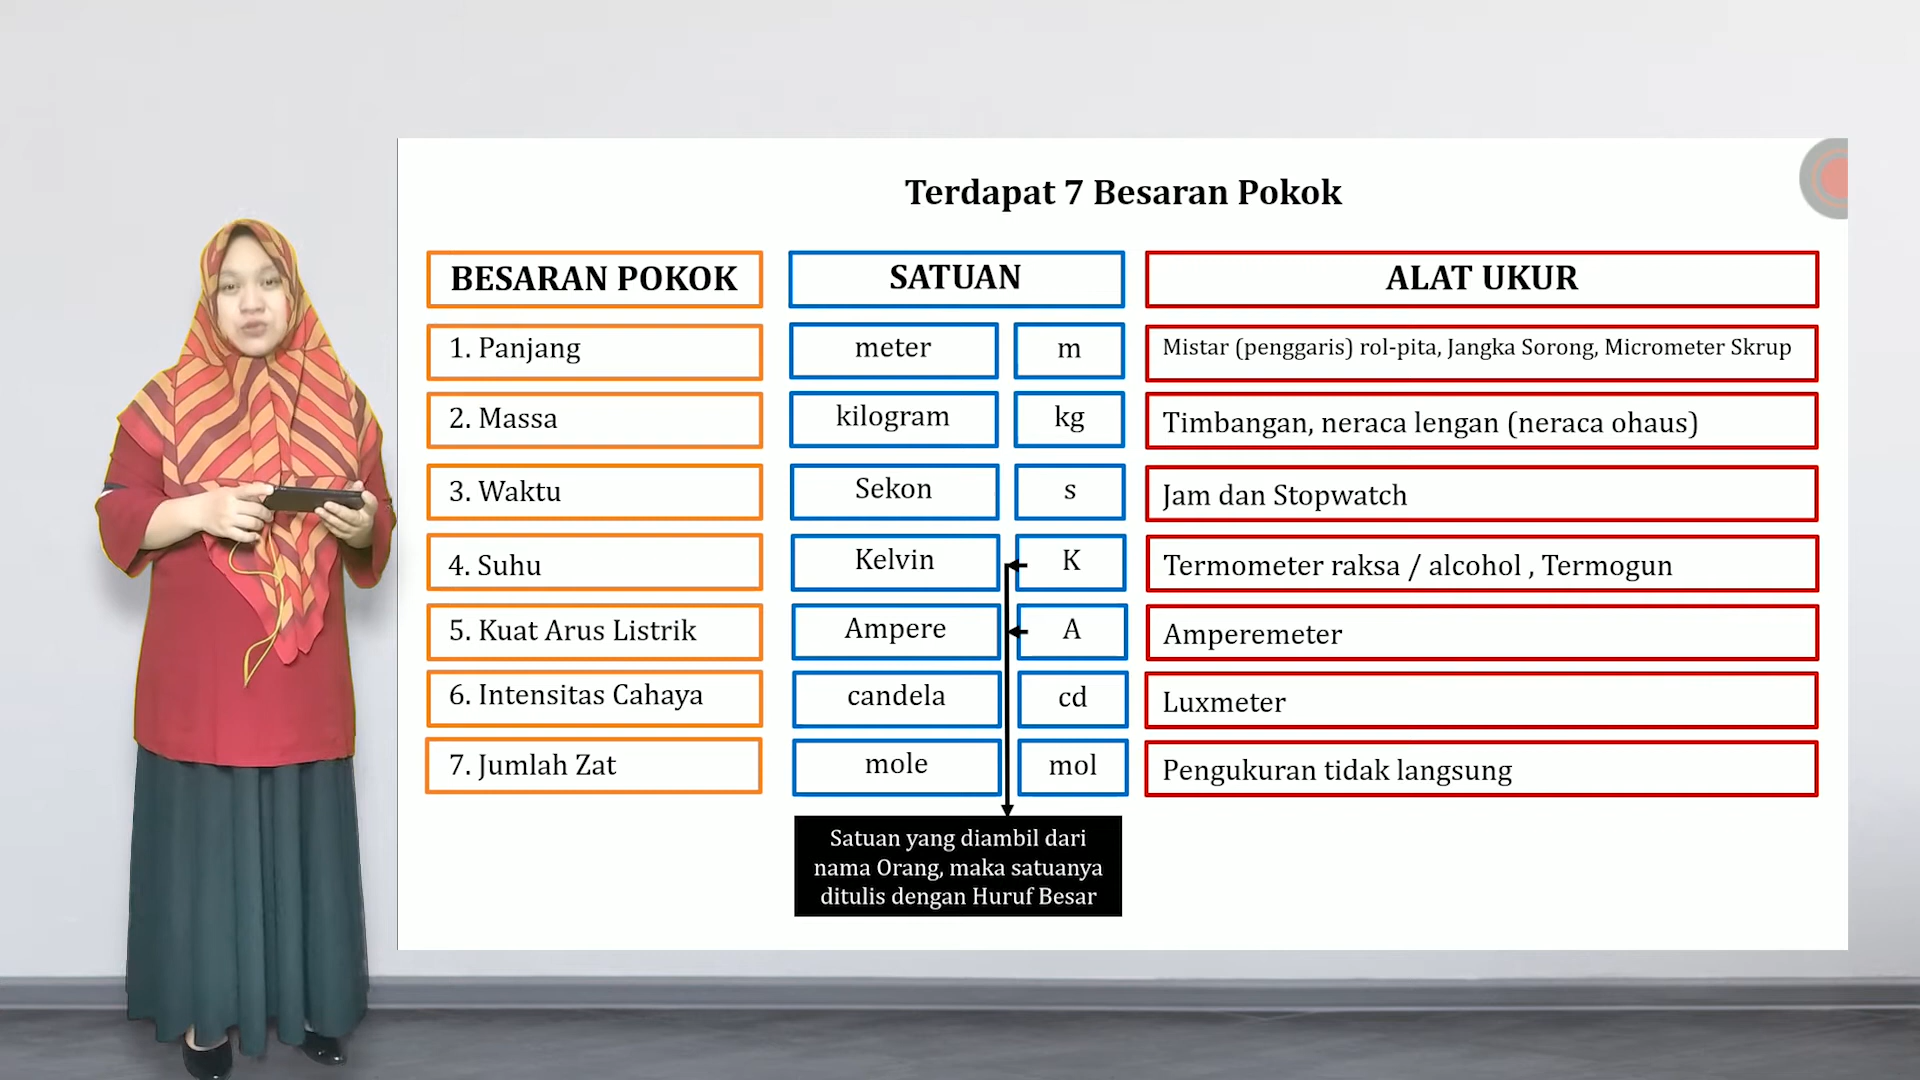 Terdapat 7 Besaran Pokok
BESARAN POKOK SATUAN ALAT UKUR
1. Panjang meter m Mistar (penggaris) rol-pita, Jangka Sorong, Micrometer Skrup
2. Massa kilogram kg Timbangan, neraca lengan (neraca ohaus)
3. Waktu Sekon s Jam dan Stopwatch
4. Suhu Kelvin K Termometer raksa / alcohol , Termogun
5. Kuat Arus Listrik Ampere A Amperemeter
6. Intensitas Cahaya candela cd Luxmeter
7. Jumlah Zat mole mol Pengukuran tidak langsung
Satuan yang diambil dari
nama Orang, maka satuanya
ditulis dengan Huruf Besar